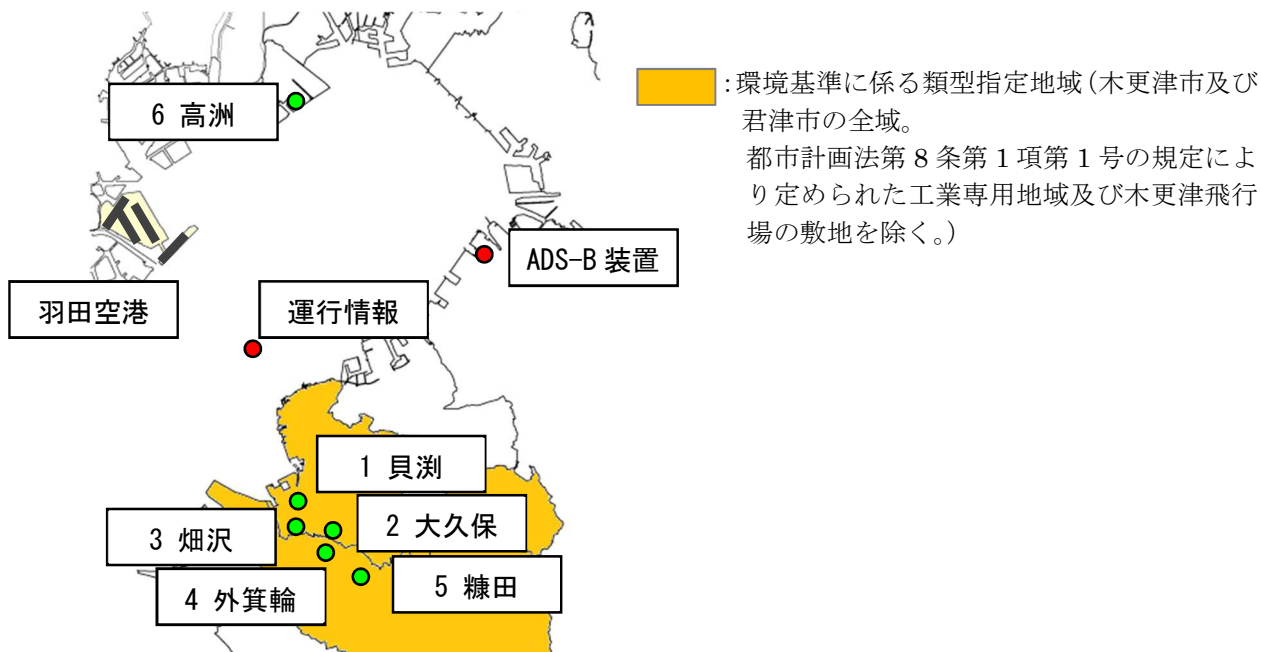 6 高洲
:環境基準に係る類型指定地域(木更津市及び
君津市の全域。
都市計画法第8条第1項第1号の規定によ
り定められた工業専用地域及び木更津飛行
場の敷地を除く。)
ADS-B 装置
羽田空港
運行情報
1 貝渕
2 大久保
3 畑沢
4 外箕輪
5 糠田